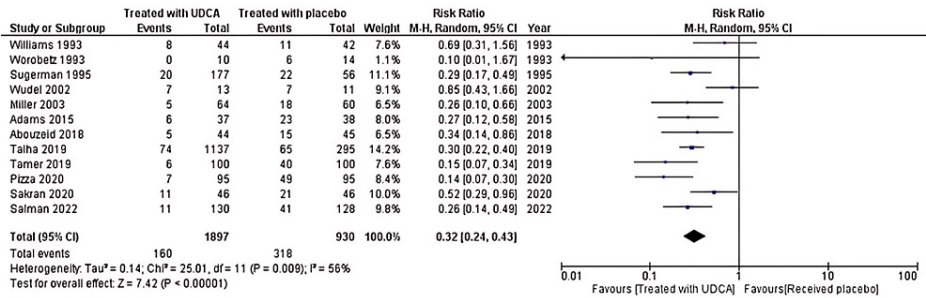 Treated with UDCA Treated with placebo Risk Ratio Risk Ratio
Study or Subgroup Events Total Events Total Weight M-H, Random, 95% CI Year M-H, Random, 95% CI
Williams 1993 8 44 11 42 7.6% 0.69 [0.31, 1.56] 1993
Worobetz 1993 0 10 6 14 1.1% 0.10 [0.01, 1.67] 1993
Sugerman 1995 20 177 22 56 11.5% 0.29 [0.17, 0.49] 1995
Wudel 2002 7 13 7 11 9.1% 0.85 [0.43, 1.66] 2002
Miller 2003 5 64 18 60 6.6% 0.26 [0.10, 0.66] 2003
Adams 2015 6 37 23 38 8.0% 0.27 [0.12, 0.58] 2015
Abouzeid 2018 5 44 15 45 6.5% 0.34 [0.14, 0.86] 2018
Talha 2019 74 1137 65 295 14.2% 0.30 [0.22, 0.40] 2019
Tamer 2019 6 100 40 100 7.5% 0.15 [0.07, 0.34] 2019
Pizza 2020 7 95 49 95 8.2% 0.14 [0.07, 0.30] 2020
Sakran 2020 11 46 21 46 10.0% 0.52 [0.29, 0.96] 2020
Salman 2022 11 130 41 128 9.8% 0.26 [0.14, 0.49] 2022
Total (95% CI) 1897 930 100.0% 0.32 [0.24, 0.43]
Total events 160 318
Heterogeneity: Tau² = 0.14; Chi² = 25.01, df = 11 (P = 0.009); I² = 56%
Test for overall effect: Z = 7.42 (P < 0.00001)
0.01 0.1 1 10 100
Favours [Treated with UDCA] Favours[Received placebo]